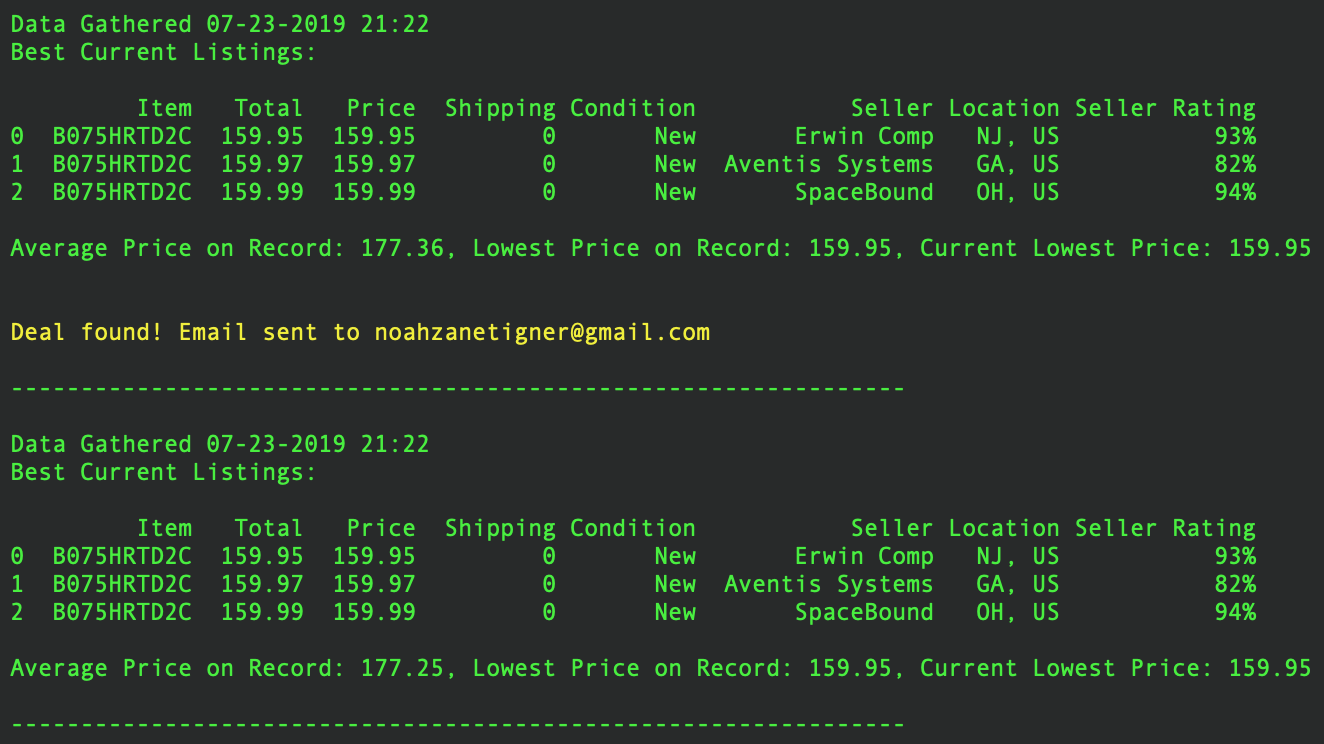 Data Gathered 07-23-2019 21:22
Best Current Listings:
Item Total Price Shipping Condition Seller Location Seller Rating
0 B075HRTD2C 159.95 159.95 0 New Erwin Comp NJ, US 93%
1 B075HRTD2C 159.97 159.97 0 New Aventis Systems GA, US 82%
2 B075HRTD2C 159.99 159.99 0 New SpaceBound OH, US 94%
Average Price on Record: 177.36, Lowest Price on Record: 159.95, Current Lowest Price: 159.95
Deal found! Email sent to noahzanetigner@gmail.com
----------------------------------------------------------------
Data Gathered 07-23-2019 21:22
Best Current Listings:
Item Total Price Shipping Condition Seller Location Seller Rating
0 B075HRTD2C 159.95 159.95 0 New Erwin Comp NJ, US 93%
1 B075HRTD2C 159.97 159.97 0 New Aventis Systems GA, US 82%
2 B075HRTD2C 159.99 159.99 0 New SpaceBound OH, US 94%
Average Price on Record: 177.25, Lowest Price on Record: 159.95, Current Lowest Price: 159.95
----------------------------------------------------------------